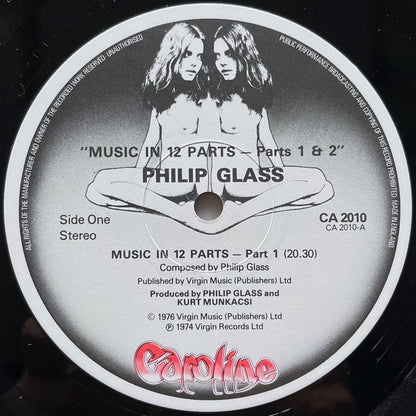 ALL RIGHTS OF THE MANUFACTURER AND OWNER OF THE RECORDED WORK RESERVED · UNAUTHORISED
PUBLIC PERFORMANCE BROADCASTING AND COPYING OF THIS RECORD PROHIBITED. MADE IN ENGLAND.
"MUSIC IN 12 PARTS – Parts 1 & 2"
PHILIP GLASS
Side One
Stereo
CA 2010
CA 2010-A
MUSIC IN 12 PARTS – Part 1 (20.30)
Composed by Philip Glass
Published by Virgin Music (Publishers) Ltd
Produced by PHILIP GLASS and
KURT MUNKACSI
© 1976 Virgin Music (Publishers) Ltd
℗ 1974 Virgin Records Ltd
Caroline